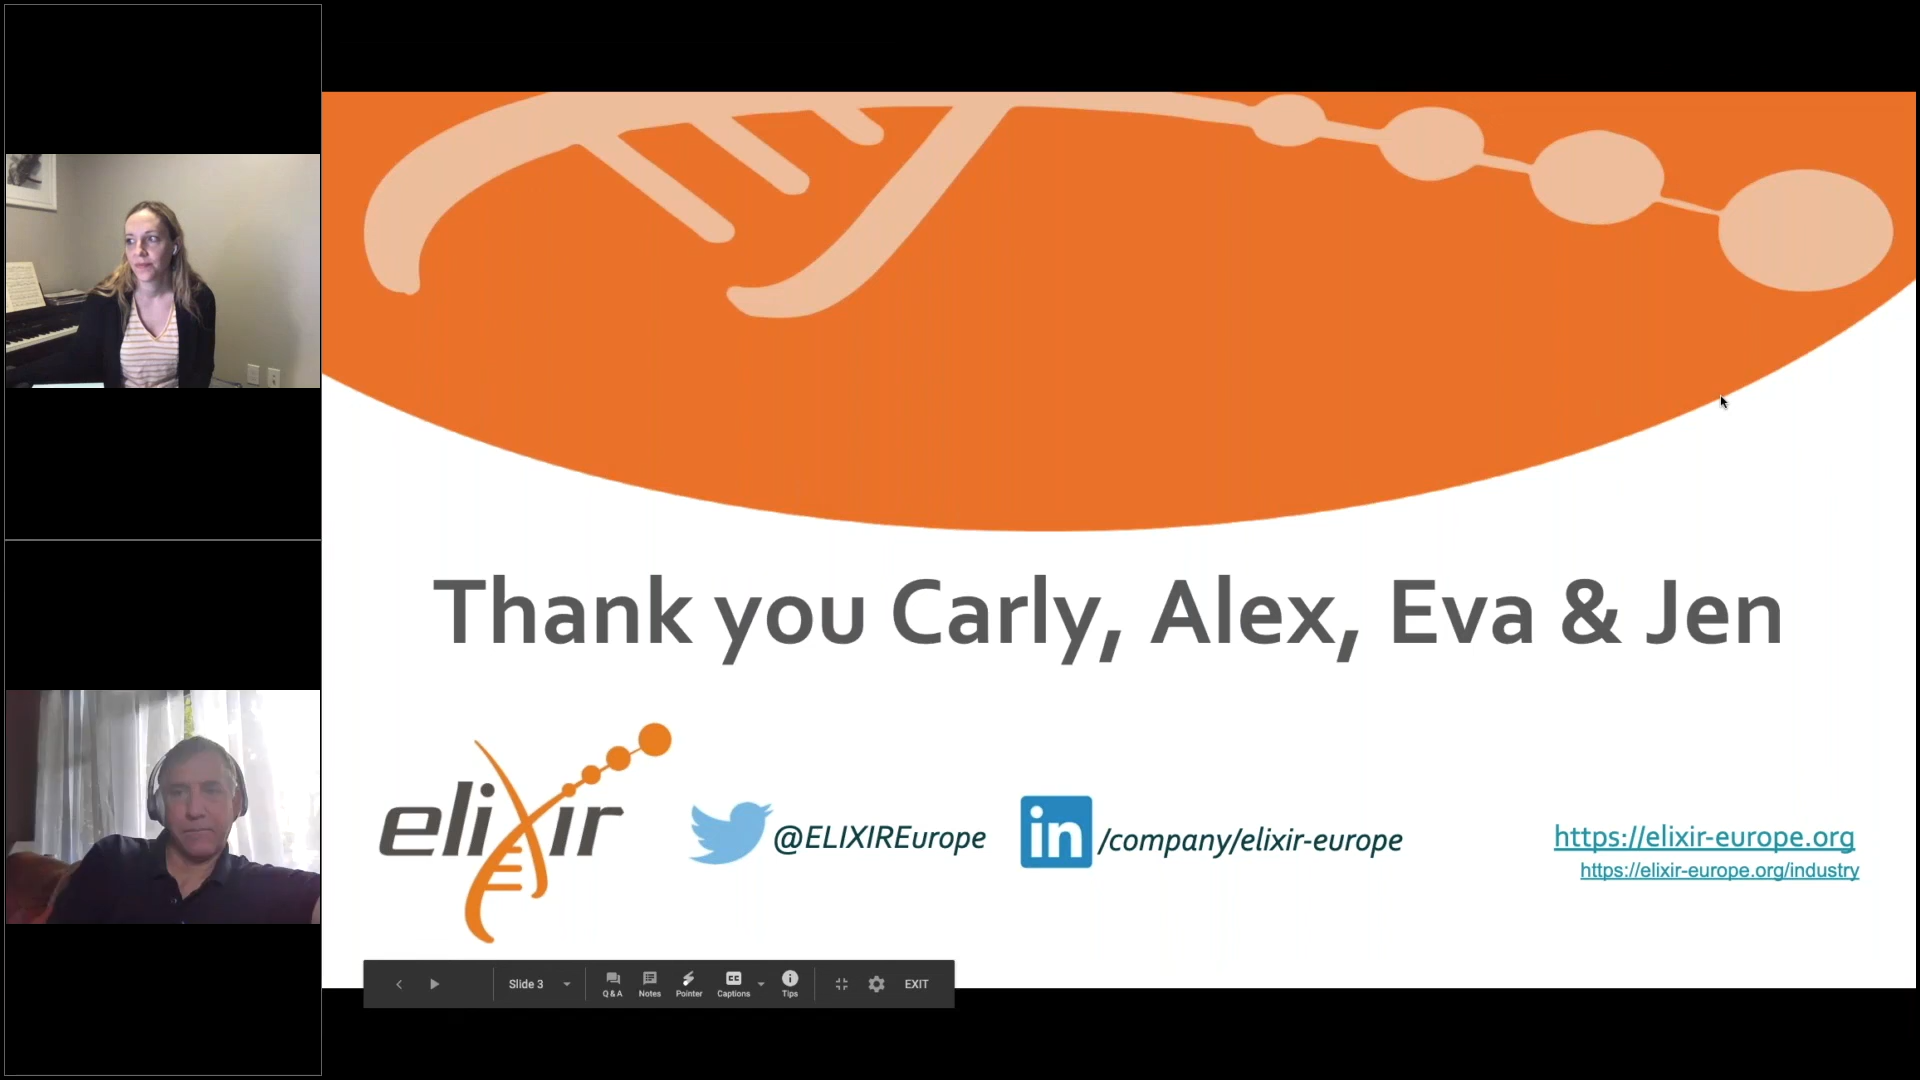 Thank you Carly, Alex, Eva & Jen
elixir
@ELIXIREurope
in /company/elixir-europe
https://elixir-europe.org
https://elixir-europe.org/industry
Slide 3
Q&A
Notes
Pointer
CC
Captions
Tips
EXIT